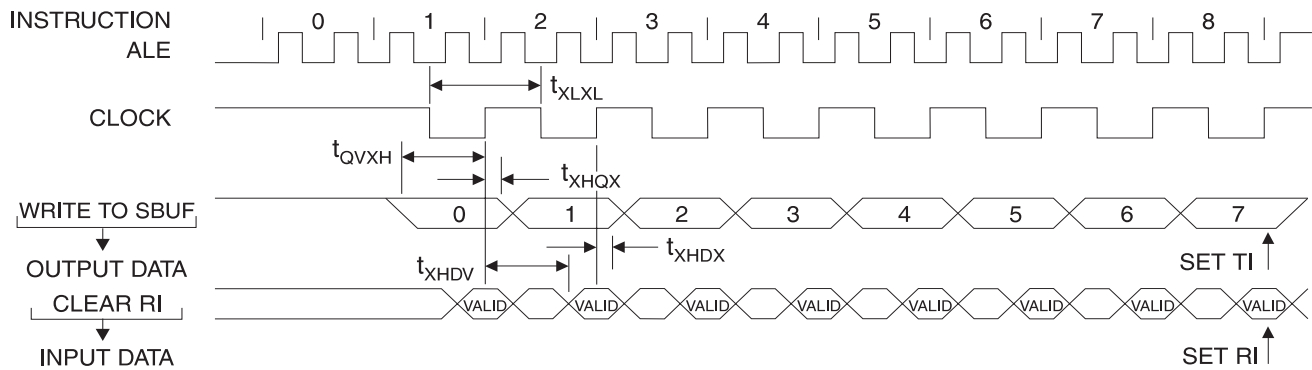 INSTRUCTION 0 1 2 3 4 5 6 7 8
ALE
tXLXL
CLOCK
tQVXH
tXHQX
WRITE TO SBUF 0 1 2 3 4 5 6 7
tXHDX
OUTPUT DATA tXHDV SET TI
CLEAR RI VALID VALID VALID VALID VALID VALID VALID VALID
INPUT DATA SET RI